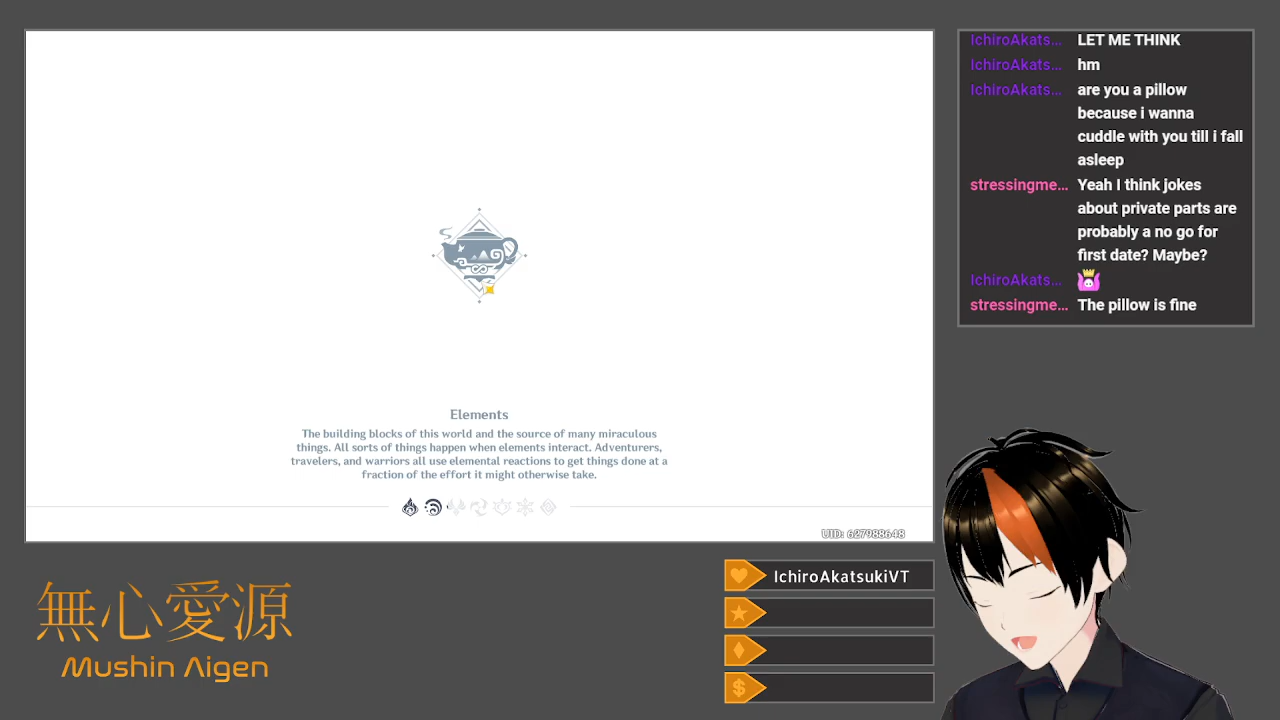 IchiroAkats... LET ME THINK
IchiroAkats... hm
IchiroAkats... are you a pillow
because i wanna
cuddle with you till i fall
asleep
stressingme... Yeah I think jokes
about private parts are
probably a no go for
first date? Maybe?
IchiroAkats...
stressingme... The pillow is fine
Elements
The building blocks of this world and the source of many miraculous
things. All sorts of things happen when elements interact. Adventurers,
travelers, and warriors all use elemental reactions to get things done at a
fraction of the effort it might otherwise take.
UID: 627988648
IchiroAkatsukiVT
無心愛源
Mushin Aigen